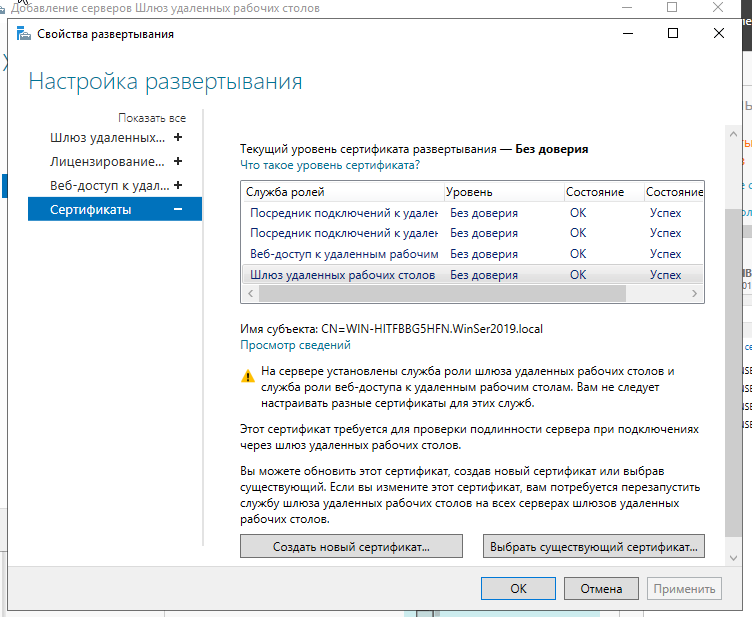 Добавление серверов Шлюз удаленных рабочих столов
Свойства развертывания
Настройка развертывания
Показать все
Шлюз удаленных... +
Лицензирование... +
Веб-доступ к удал... +
Сертификаты –
Текущий уровень сертификата развертывания — Без доверия
Что такое уровень сертификата?
Служба ролей Уровень Состояние Состояние
Посредник подключений к удален Без доверия ОК Успех
Посредник подключений к удален Без доверия ОК Успех
Веб-доступ к удаленным рабочим Без доверия ОК Успех
Шлюз удаленных рабочих столов Без доверия ОК Успех
Имя субъекта: CN=WIN-HITFBBG5HFN.WinSer2019.local
Просмотр сведений
На сервере установлены служба роли шлюза удаленных рабочих столов и
служба роли веб-доступа к удаленным рабочим столам. Вам не следует
настраивать разные сертификаты для этих служб.
Этот сертификат требуется для проверки подлинности сервера при подключениях
через шлюз удаленных рабочих столов.
Вы можете обновить этот сертификат, создав новый сертификат или выбрав
существующий. Если вы измените этот сертификат, вам потребуется перезапустить
службу шлюза удаленных рабочих столов на всех серверах шлюзов удаленных
рабочих столов.
Создать новый сертификат... Выбрать существующий сертификат...
ОК Отмена Применить